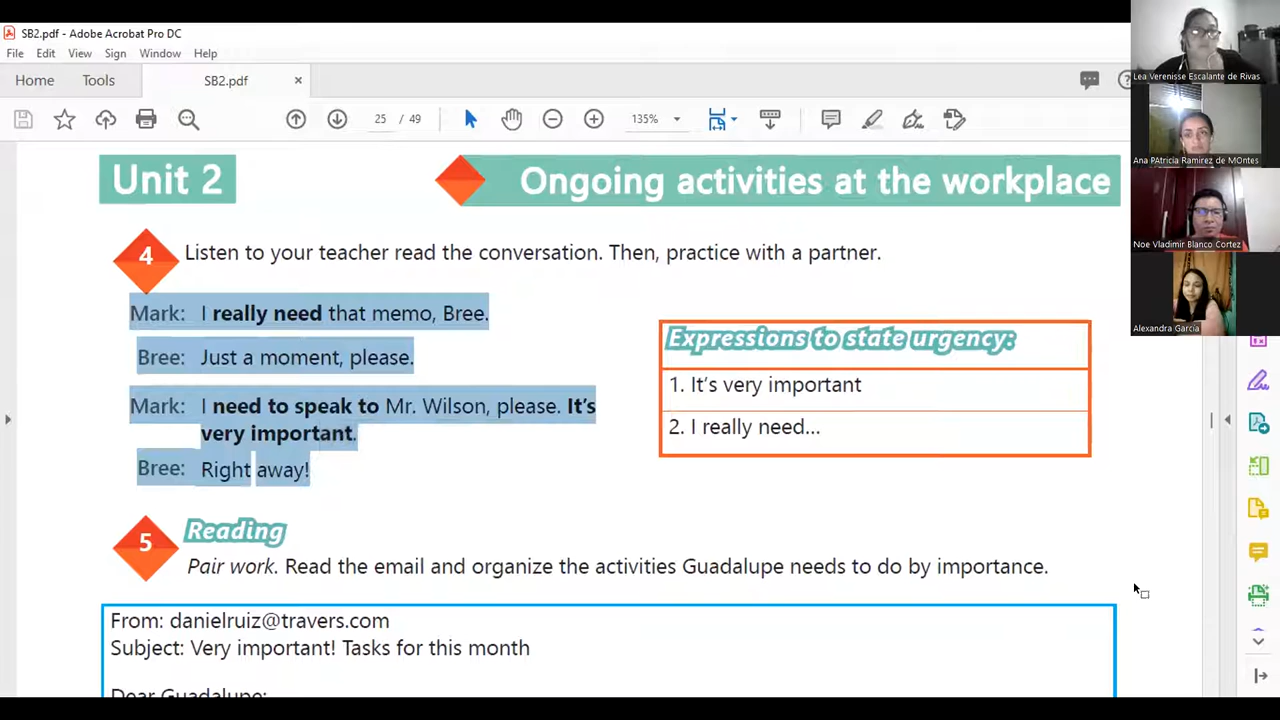 SB2.pdf - Adobe Acrobat Pro DC
File Edit View Sign Window Help
Home Tools SB2.pdf ×
25 / 49 135%
Unit 2 Ongoing activities at the workplace
4 Listen to your teacher read the conversation. Then, practice with a partner.
Mark: I really need that memo, Bree.
Bree: Just a moment, please.
Mark: I need to speak to Mr. Wilson, please. It's
very important.
Bree: Right away!
Expressions to state urgency:
1. It's very important
2. I really need...
5 Reading
Pair work. Read the email and organize the activities Guadalupe needs to do by importance.
From: danielruiz@travers.com
Subject: Very important! Tasks for this month
Dear Guadalupe:
Lea Verenisse Escalante de Rivas
Ana PAtricia Ramirez de MOntes
Noe Vladimir Blanco Cortez
Alexandra García